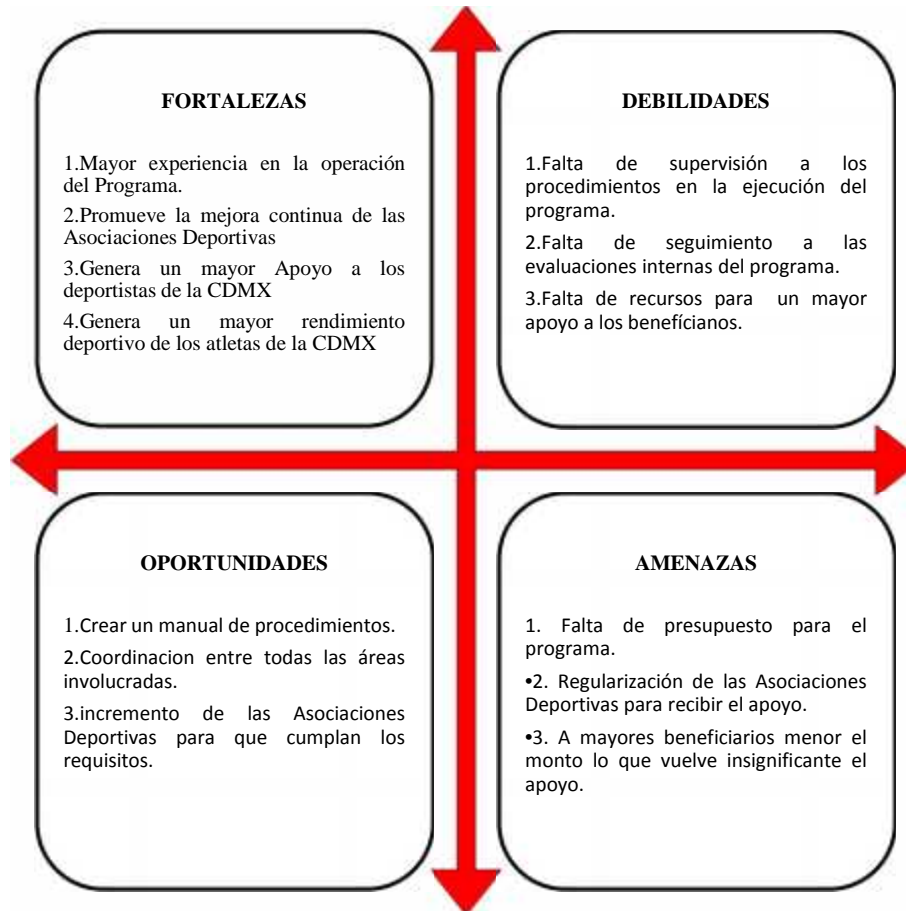 FORTALEZAS
1.Mayor experiencia en la operación
del Programa.
2.Promueve la mejora continua de las
Asociaciones Deportivas
3.Genera un mayor Apoyo a los
deportistas de la CDMX
4.Genera un mayor rendimiento
deportivo de los atletas de la CDMX
DEBILIDADES
1.Falta de supervisión a los
procedimientos en la ejecución del
programa.
2.Falta de seguimiento a las
evaluaciones internas del programa.
3.Falta de recursos para un mayor
apoyo a los benefícianos.
OPORTUNIDADES
1.Crear un manual de procedimientos.
2.Coordinacion entre todas las áreas
involucradas.
3.incremento de las Asociaciones
Deportivas para que cumplan los
requisitos.
AMENAZAS
1. Falta de presupuesto para el
programa.
•2. Regularización de las Asociaciones
Deportivas para recibir el apoyo.
•3. A mayores beneficiarios menor el
monto lo que vuelve insignificante el
apoyo.